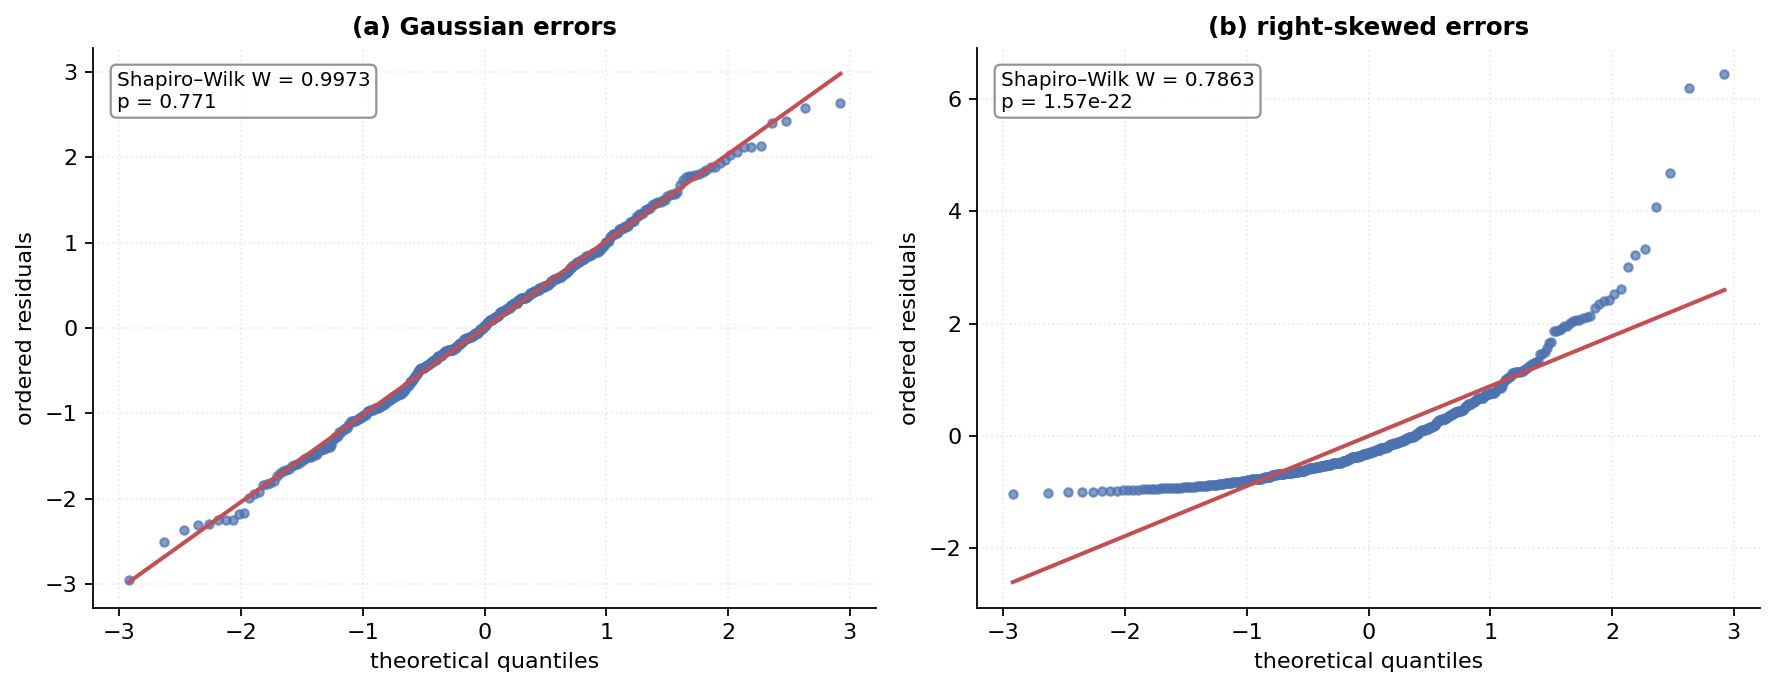 (a) Gaussian errors
Shapiro–Wilk W = 0.9973
p = 0.771
3
2
1
0
−1
−2
−3
ordered residuals
−3 −2 −1 0 1 2 3
theoretical quantiles
(b) right-skewed errors
Shapiro–Wilk W = 0.7863
p = 1.57e-22
6
4
2
0
−2
ordered residuals
−3 −2 −1 0 1 2 3
theoretical quantiles